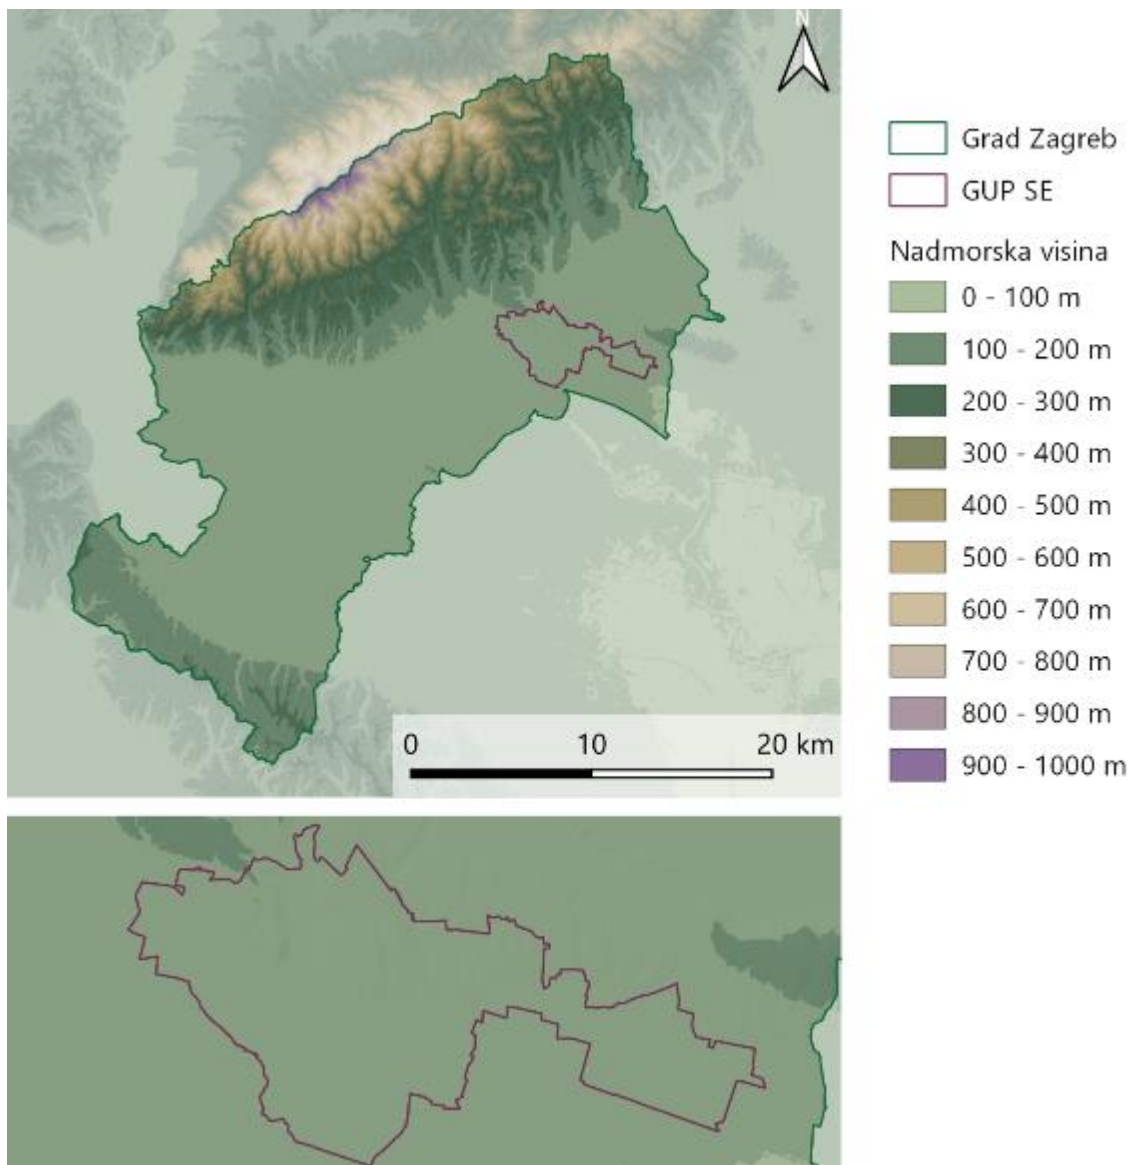 N
Grad Zagreb
GUP SE
Nadmorska visina
0 - 100 m
100 - 200 m
200 - 300 m
300 - 400 m
400 - 500 m
500 - 600 m
600 - 700 m
700 - 800 m
800 - 900 m
900 - 1000 m
0 10 20 km